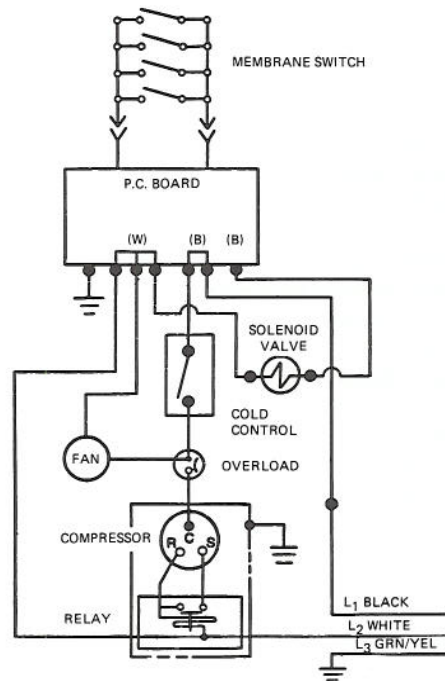 MEMBRANE SWITCH
P.C. BOARD
(W) (B) (B)
SOLENOID
VALVE
COLD
CONTROL
FAN
OVERLOAD
COMPRESSOR
C
R S
RELAY
L1 BLACK
L2 WHITE
L3 GRN/YEL